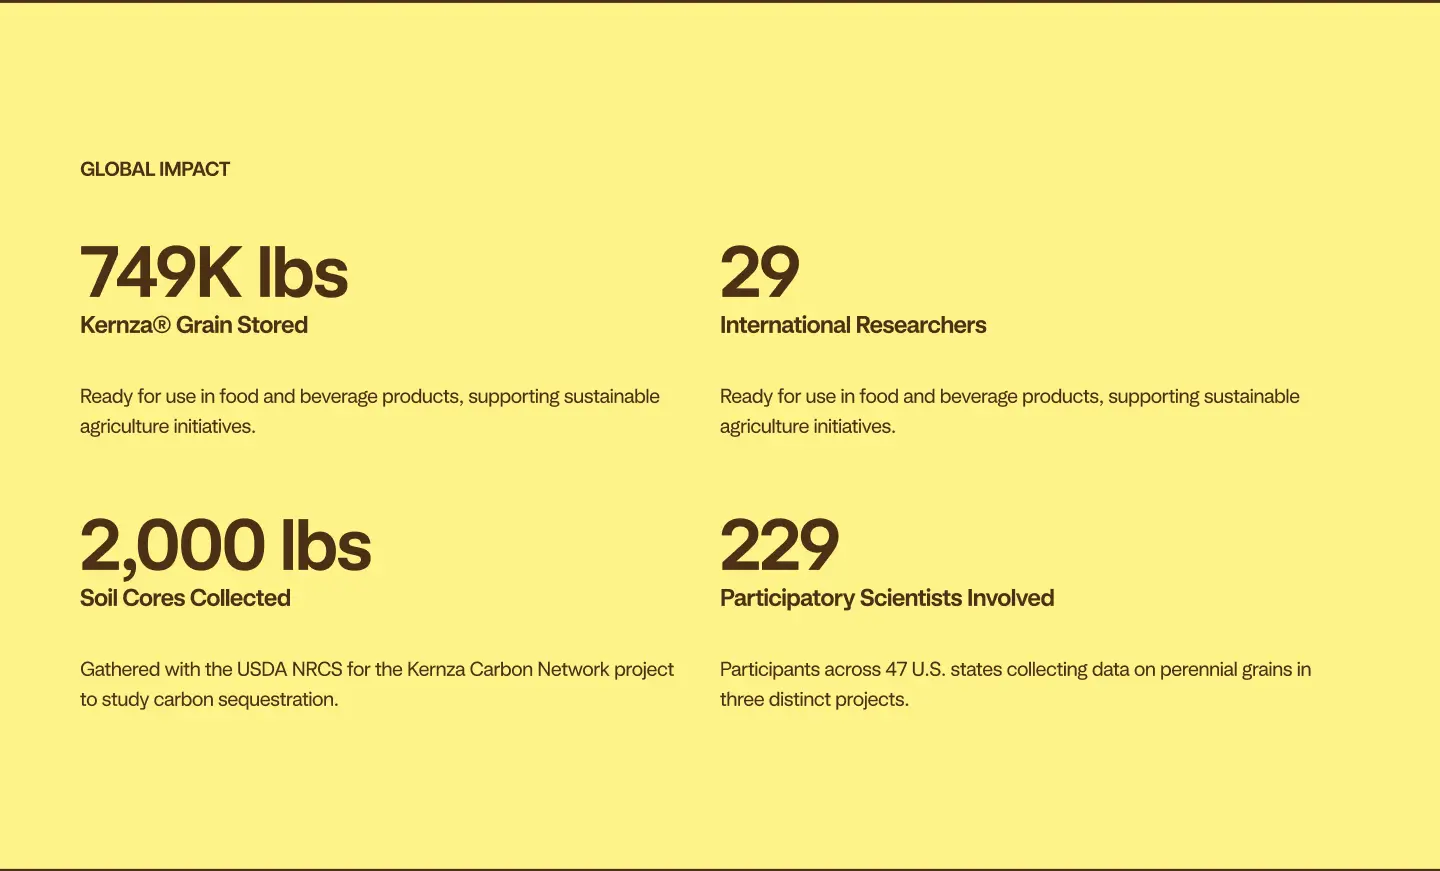 GLOBAL IMPACT
749K lbs
Kernza® Grain Stored
Ready for use in food and beverage products, supporting sustainable
agriculture initiatives.
29
International Researchers
Ready for use in food and beverage products, supporting sustainable
agriculture initiatives.
2,000 lbs
Soil Cores Collected
Gathered with the USDA NRCS for the Kernza Carbon Network project
to study carbon sequestration.
229
Participatory Scientists Involved
Participants across 47 U.S. states collecting data on perennial grains in
three distinct projects.